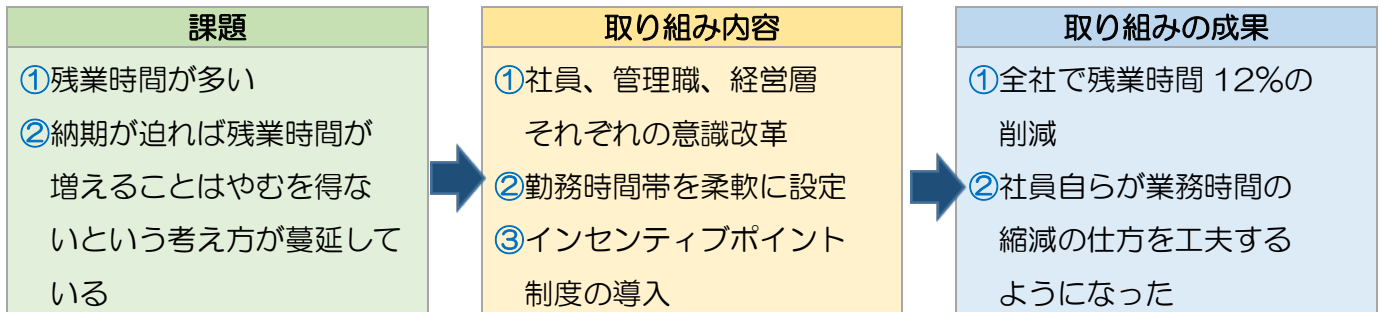 課題
①残業時間が多い
②納期が迫れば残業時間が
増えることはやむを得な
いという考え方が蔓延して
いる
取り組み内容
①社員、管理職、経営層
それぞれの意識改革
②勤務時間帯を柔軟に設定
③インセンティブポイント
制度の導入
取り組みの成果
①全社で残業時間 12%の
削減
②社員自らが業務時間の
縮減の仕方を工夫する
ようになった